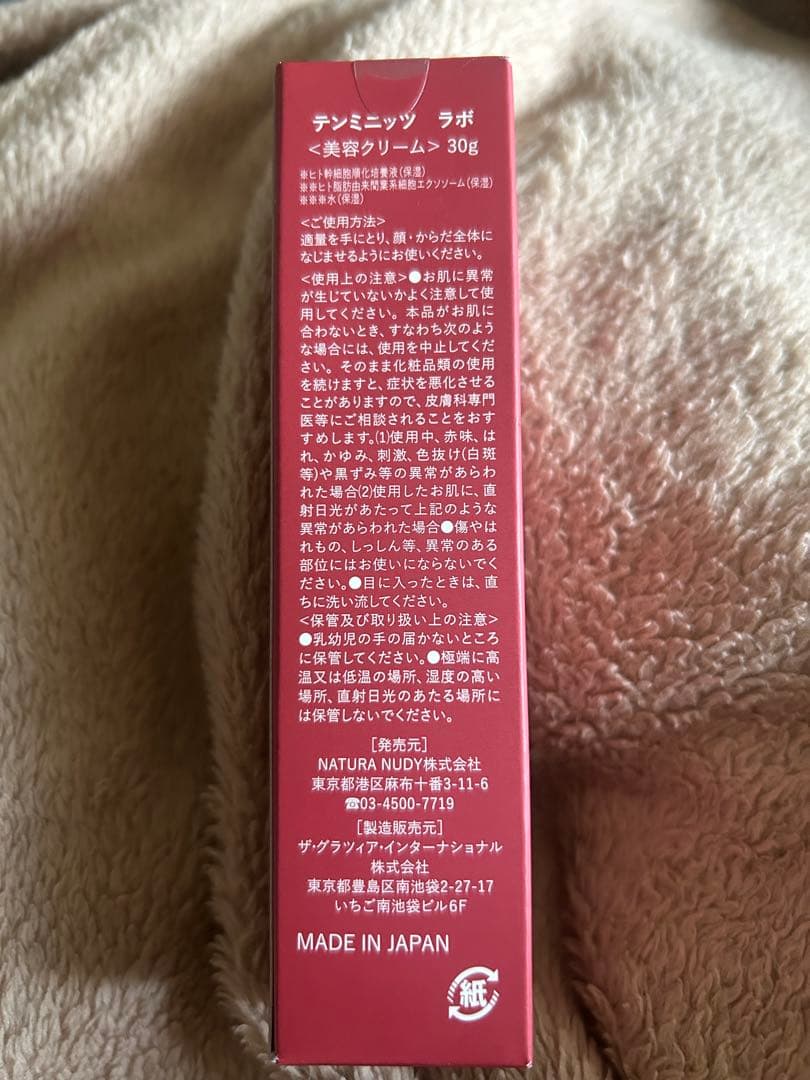 テンミニッツ ラボ
＜美容クリーム＞ 30g
※ヒト幹細胞順化培養液(保湿)
※※ヒト脂肪由来間葉系細胞エクソソーム(保湿)
※※※水(保湿)
＜ご使用方法＞
適量を手にとり、顔・からだ全体に
なじませるようにお使いください。
＜使用上の注意＞●お肌に異常
が生じていないかよく注意して使
用してください。本品がお肌に
合わないとき、すなわち次のよう
な場合には、使用を中止してくだ
さい。そのまま化粧品類の使用
を続けますと、症状を悪化させる
ことがありますので、皮膚科専門
医等にご相談されることをおす
すめします。(1)使用中、赤味、は
れ、かゆみ、刺激、色抜け(白斑
等)や黒ずみ等の異常があらわ
れた場合(2)使用したお肌に、直
射日光があたって上記のような
異常があらわれた場合●傷やは
れもの、しっしん等、異常のある
部位にはお使いにならないでく
ださい。●目に入ったときは、直
ちに洗い流してください。
＜保管及び取り扱い上の注意＞
●乳幼児の手の届かないところ
に保管してください。●極端に高
温又は低温の場所、湿度の高い
場所、直射日光のあたる場所に
は保管しないでください。
［発売元］
NATURA NUDY株式会社
東京都港区麻布十番3-11-6
☎03-4500-7719
［製造販売元］
ザ・グラツィア・インターナショナル
株式会社
東京都豊島区南池袋2-27-17
いちご南池袋ビル6F
MADE IN JAPAN
紙